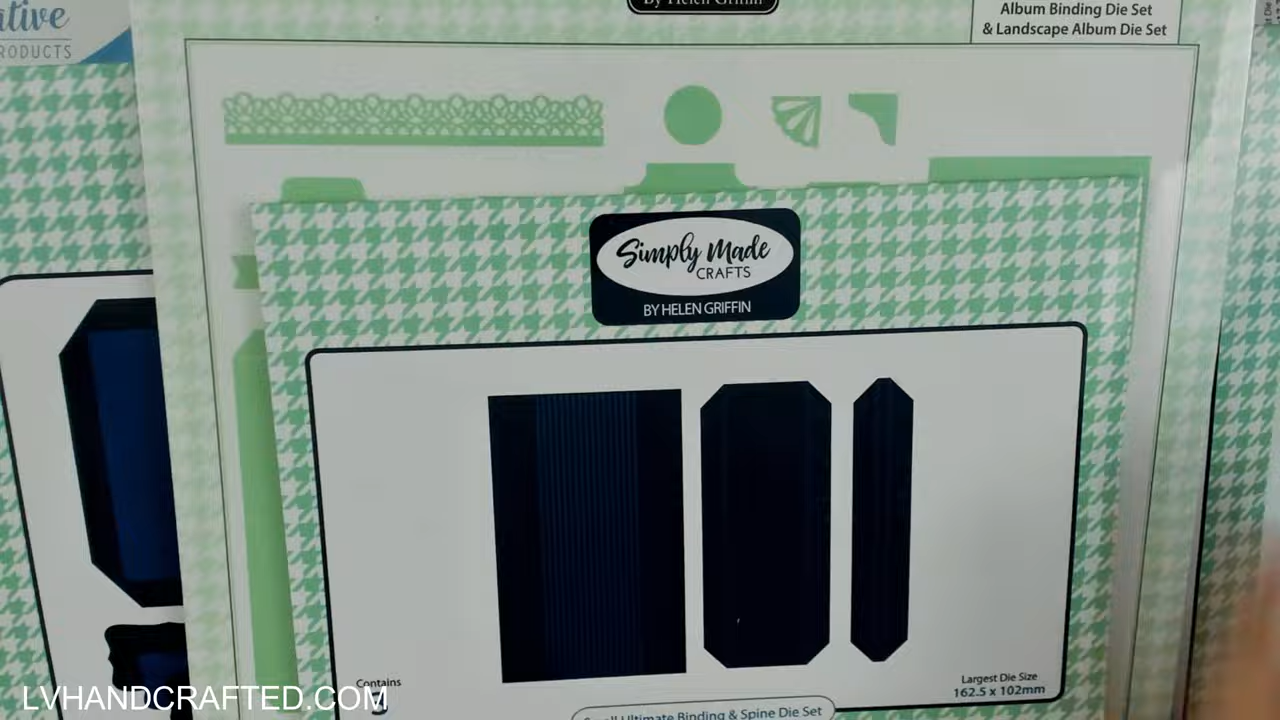 ative
RODUCTS
By Helen Griffin
Album Binding Die Set
& Landscape Album Die Set
Simply Made
CRAFTS
BY HELEN GRIFFIN
Contains
Largest Die Size
162.5 x 102mm
Ultimate Binding & Spine Die Set
LVHANDCRAFTED.COM